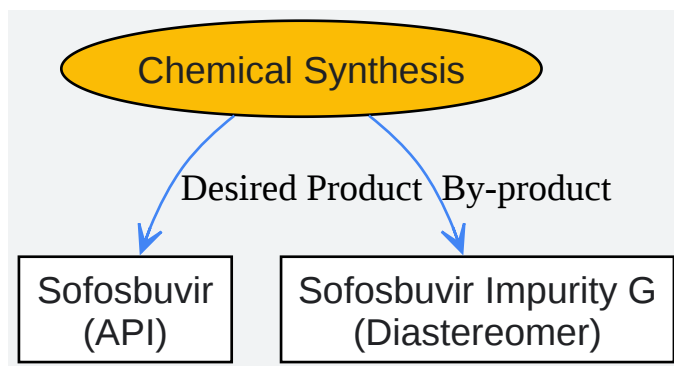 Chemical Synthesis
Desired Product
By-product
Sofosbuvir
(API)
Sofosbuvir Impurity G
(Diastereomer)